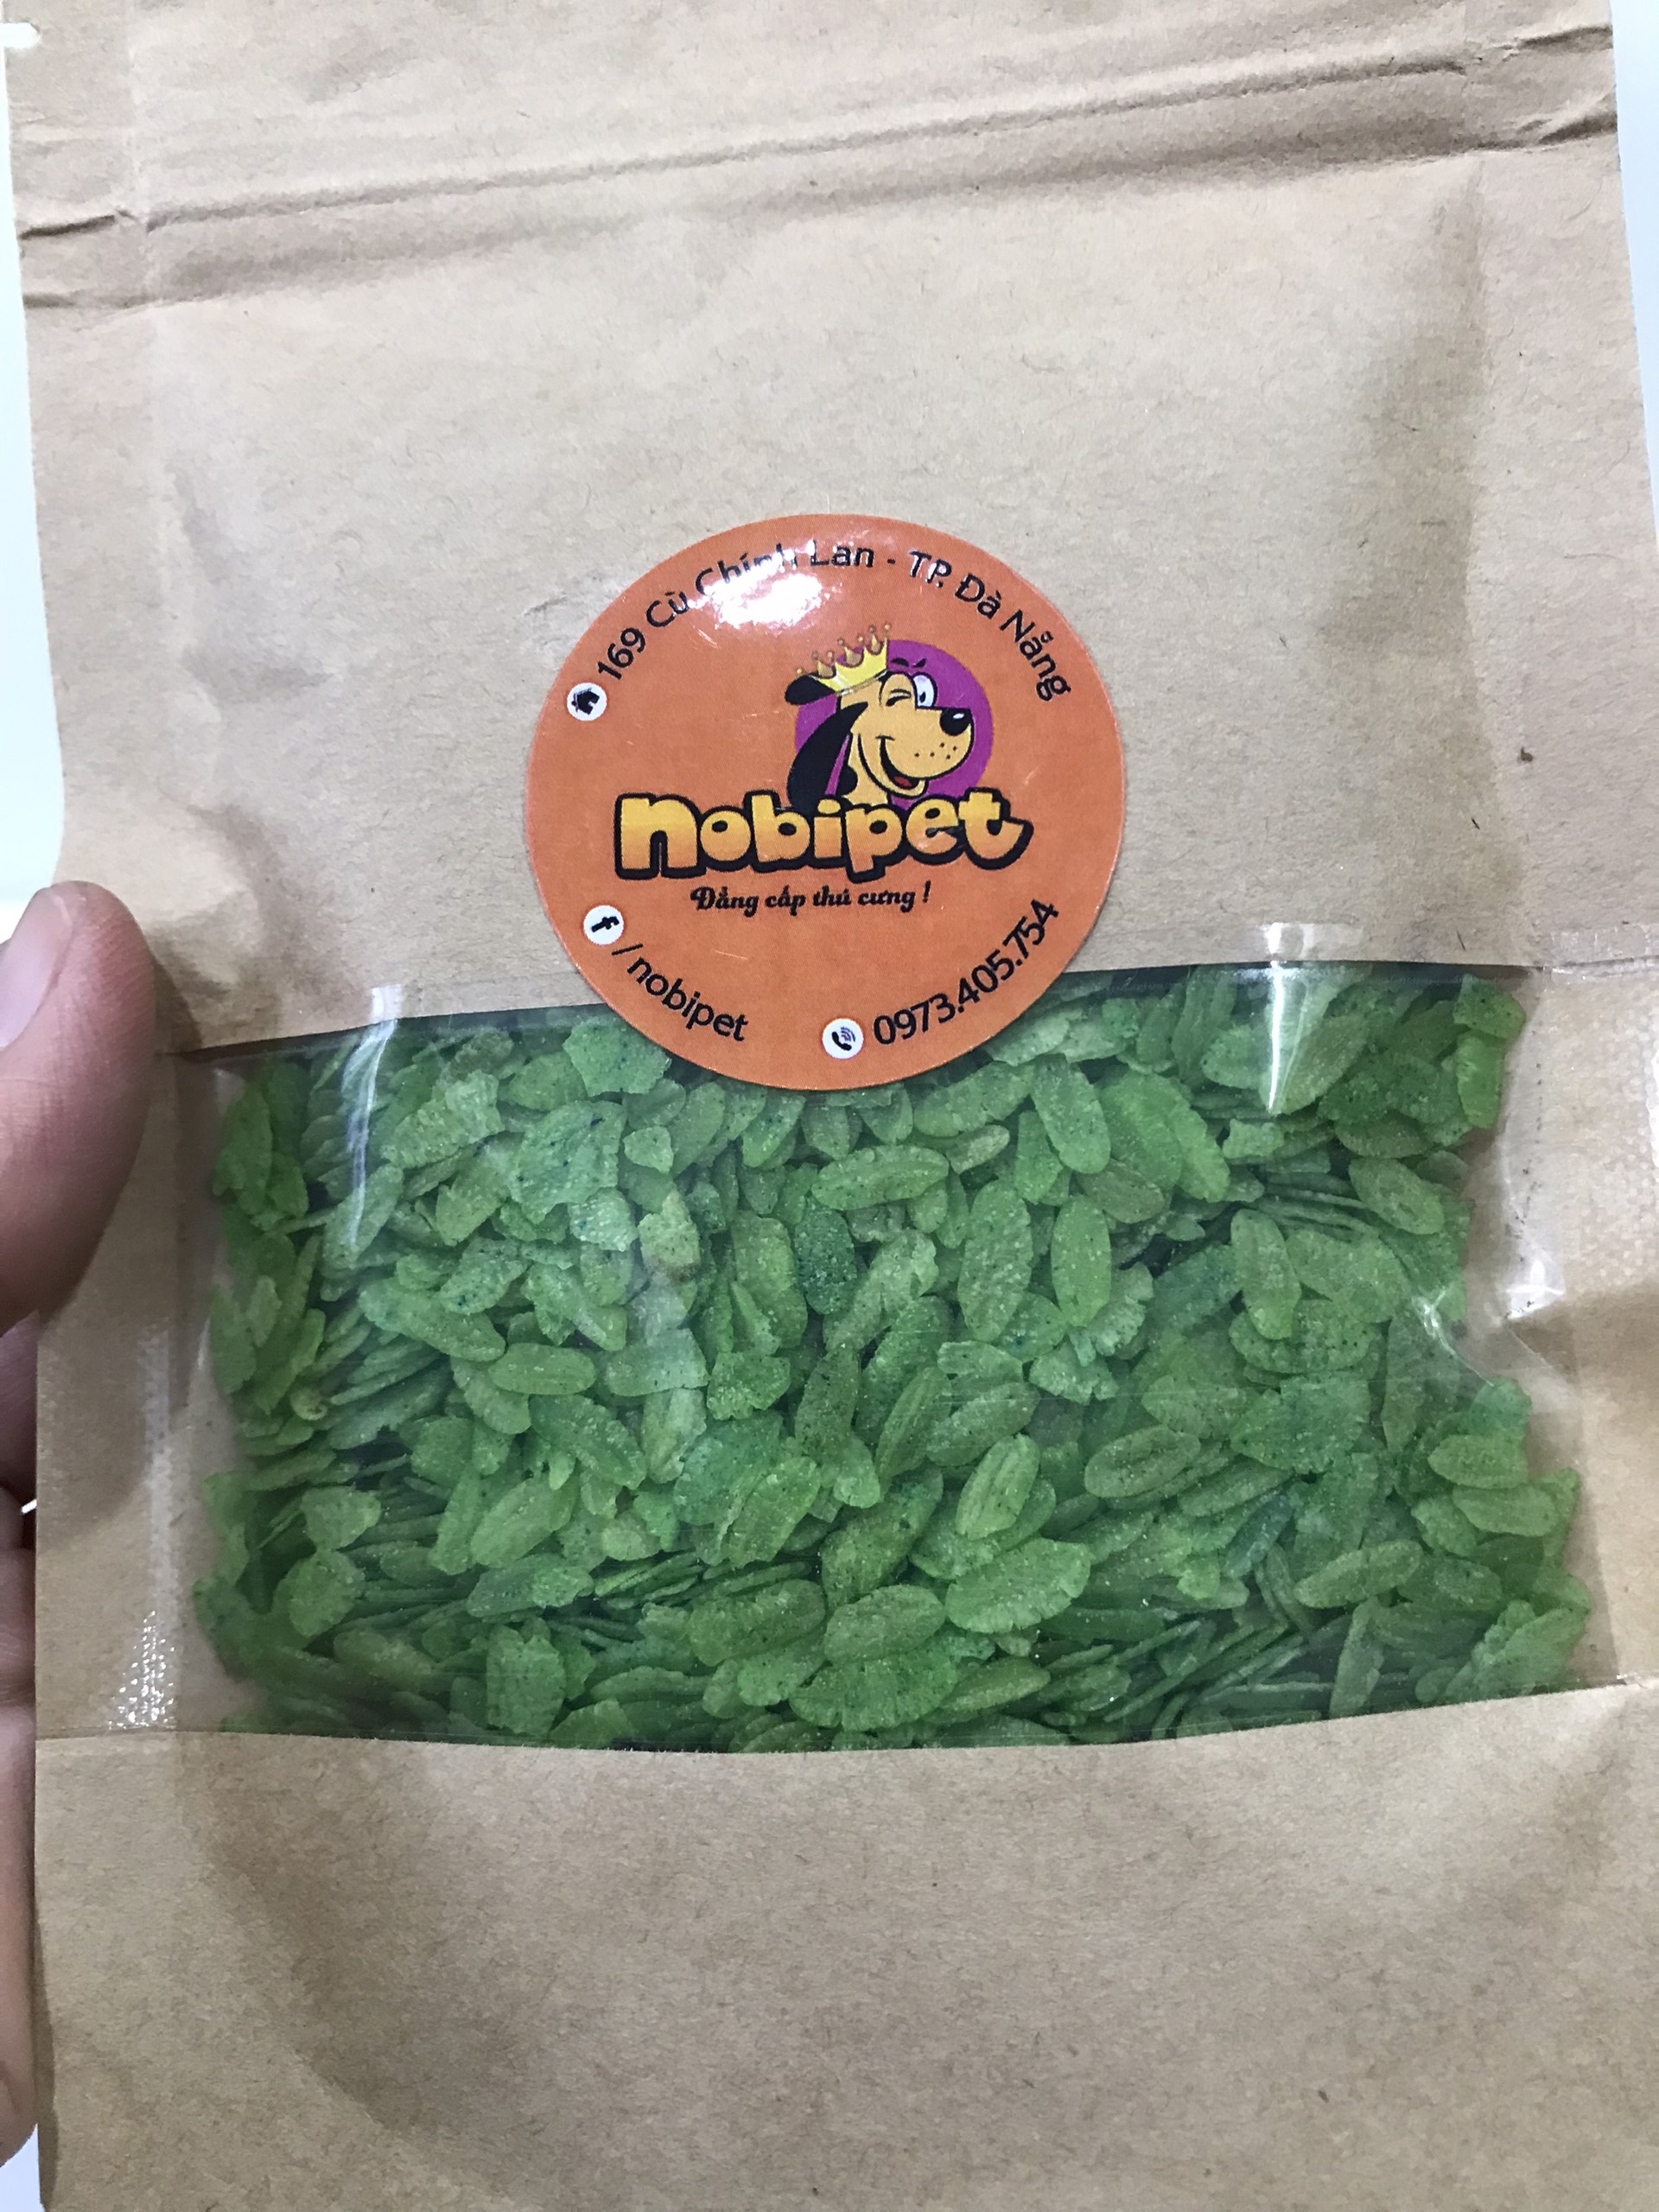 169 Cù Chính Lan - TP. Đà Nẵng
nobipet
Đẳng cấp thú cưng !
f / nobipet
0973.405.754